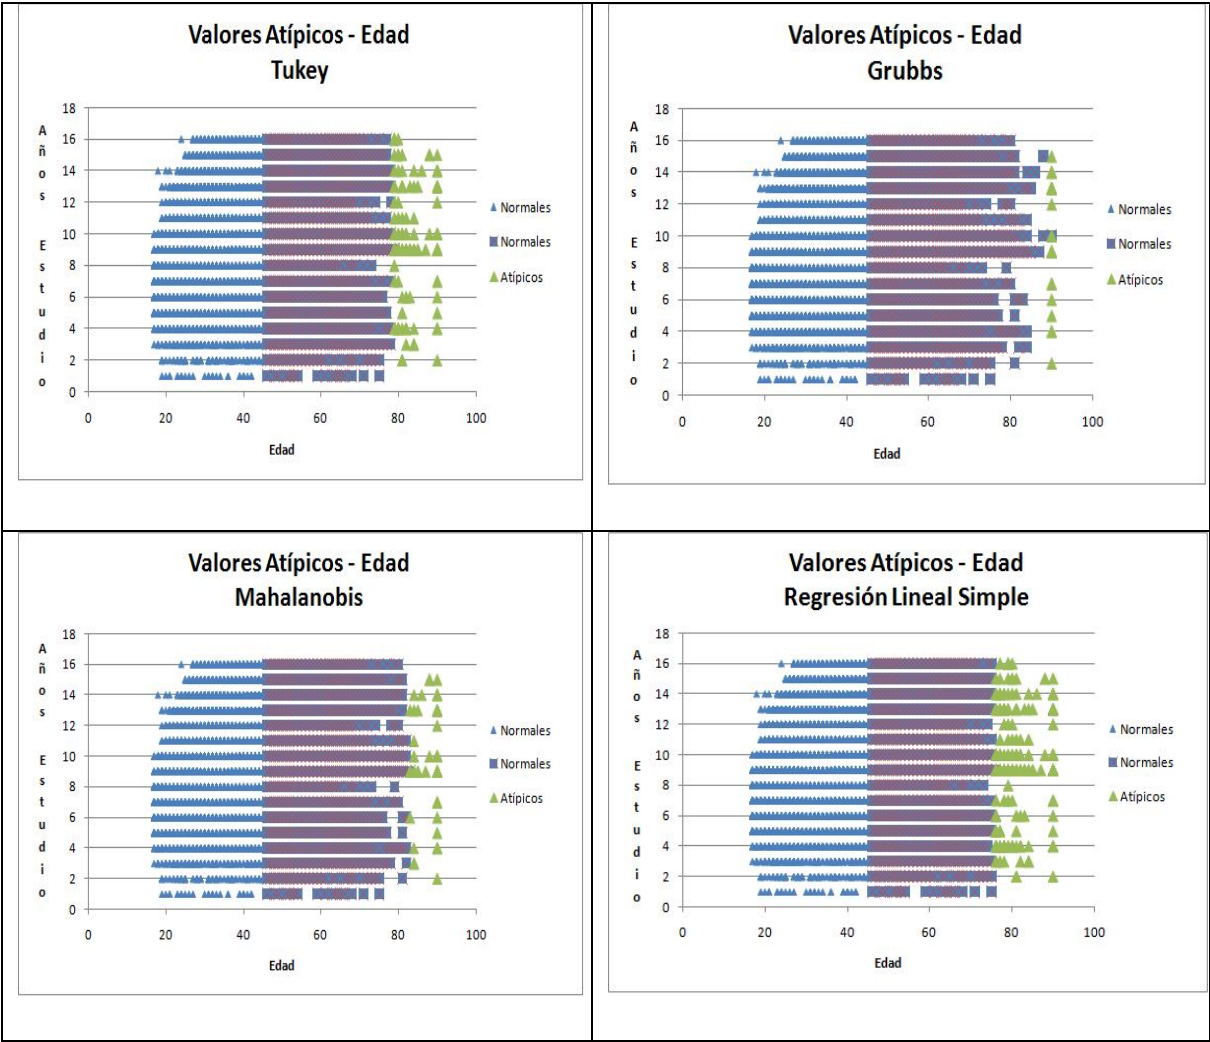 Valores Atípicos - Edad
Tukey
Años Estudio
18
16
14
12
10
8
6
4
2
0
0 20 40 60 80 100
Edad
Normales
Normales
Atípicos
Valores Atípicos - Edad
Grubbs
Años Estudio
18
16
14
12
10
8
6
4
2
0
0 20 40 60 80 100
Edad
Normales
Normales
Atípicos
Valores Atípicos - Edad
Mahalanobis
Años Estudio
18
16
14
12
10
8
6
4
2
0
0 20 40 60 80 100
Edad
Normales
Normales
Atípicos
Valores Atípicos - Edad
Regresión Lineal Simple
Años Estudio
18
16
14
12
10
8
6
4
2
0
0 20 40 60 80 100
Edad
Normales
Normales
Atípicos